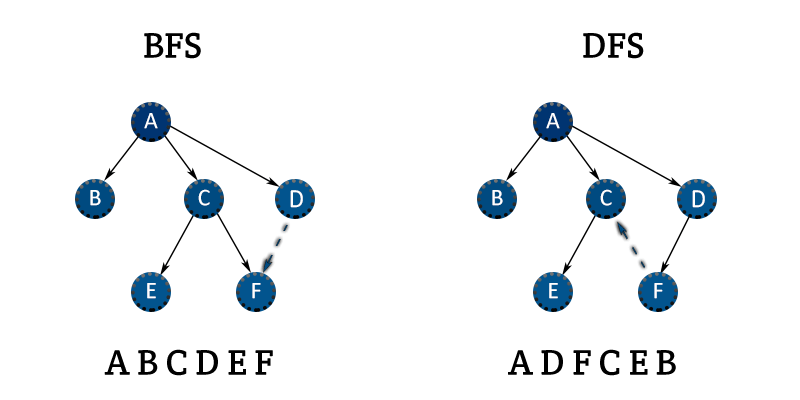 BFS
A
B C D
E F
A B C D E F
DFS
A
B C D
E F
A D F C E B